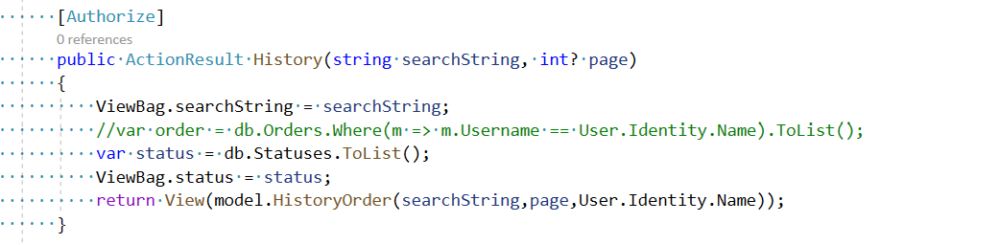 [Authorize]
0 references
public ActionResult History(string searchString, int? page)
{
ViewBag.searchString = searchString;
//var order = db.Orders.Where(m => m.Username == User.Identity.Name).ToList();
var status = db.Statuses.ToList();
ViewBag.status = status;
return View(model.HistoryOrder(searchString,page,User.Identity.Name));
}